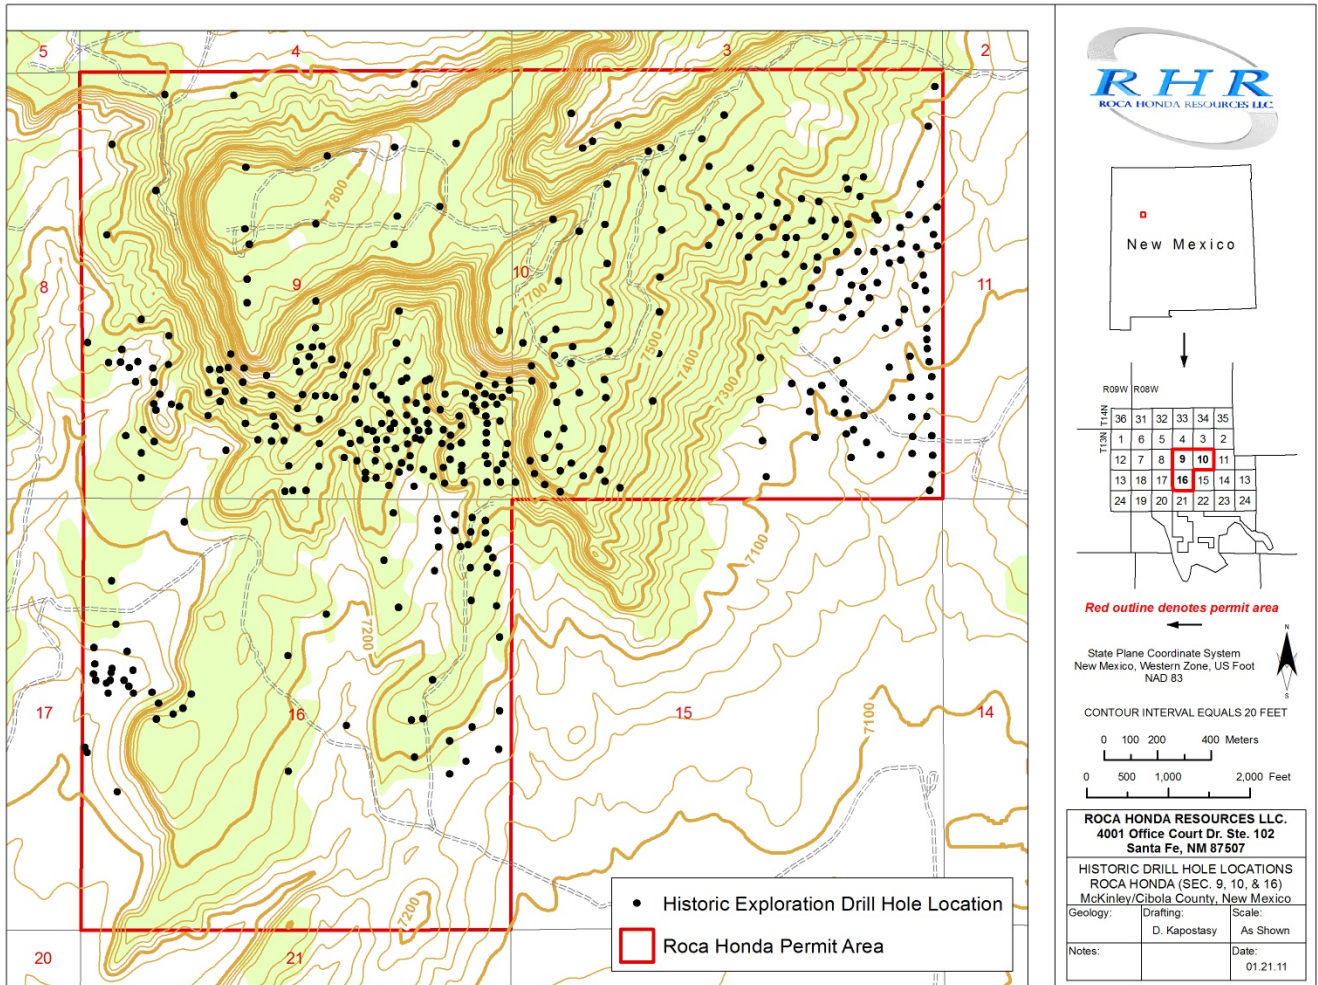 5
4
3
2
7800
8
9
10
11
7700
7500
7400
7300
7100
7200
17
16
15
14
7100
7200
20
21
Historic Exploration Drill Hole Location
Roca Honda Permit Area
RHR
ROCA HONDA RESOURCES LLC.
New Mexico
R09W R08W
T14N
T13N
36 31 32 33 34 35
1 6 5 4 3 2
12 7 8 9 10 11
13 18 17 16 15 14 13
24 19 20 21 22 23 24
Red outline denotes permit area
State Plane Coordinate System
New Mexico, Western Zone, US Foot
NAD 83
N
S
CONTOUR INTERVAL EQUALS 20 FEET
0 100 200 400 Meters
0 500 1,000 2,000 Feet
ROCA HONDA RESOURCES LLC.
4001 Office Court Dr. Ste. 102
Santa Fe, NM 87507
HISTORIC DRILL HOLE LOCATIONS
ROCA HONDA (SEC. 9, 10, & 16)
McKinley/Cibola County, New Mexico
Geology:
Drafting:
D. Kapostasy
Scale:
As Shown
Notes:
Date:
01.21.11